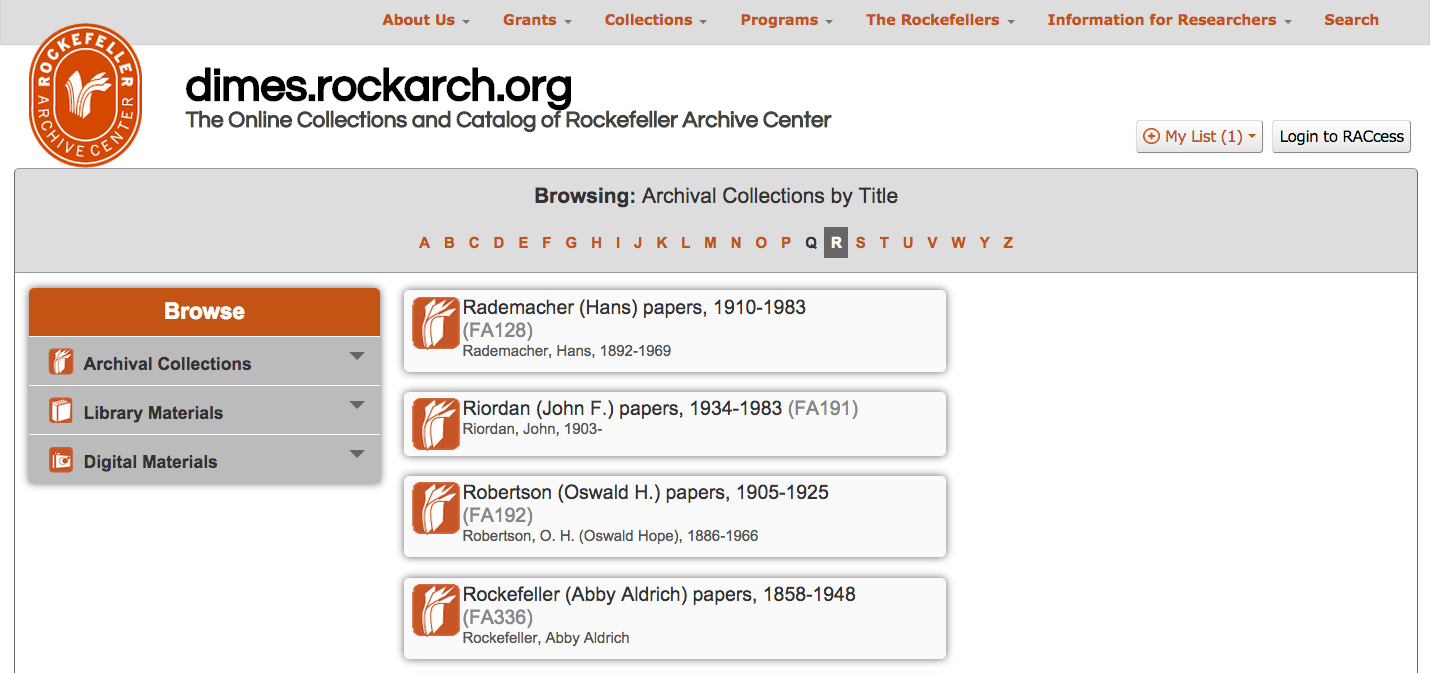 About Us Grants Collections Programs The Rockefellers Information for Researchers Search
ROCKEFELLER ARCHIVE CENTER
dimes.rockarch.org
The Online Collections and Catalog of Rockefeller Archive Center
My List (1) Login to RACcess
Browsing: Archival Collections by Title
A B C D E F G H I J K L M N O P Q R S T U V W Y Z
Browse
Archival Collections
Library Materials
Digital Materials
Rademacher (Hans) papers, 1910-1983
(FA128)
Rademacher, Hans, 1892-1969
Riordan (John F.) papers, 1934-1983 (FA191)
Riordan, John, 1903-
Robertson (Oswald H.) papers, 1905-1925
(FA192)
Robertson, O. H. (Oswald Hope), 1886-1966
Rockefeller (Abby Aldrich) papers, 1858-1948
(FA336)
Rockefeller, Abby Aldrich